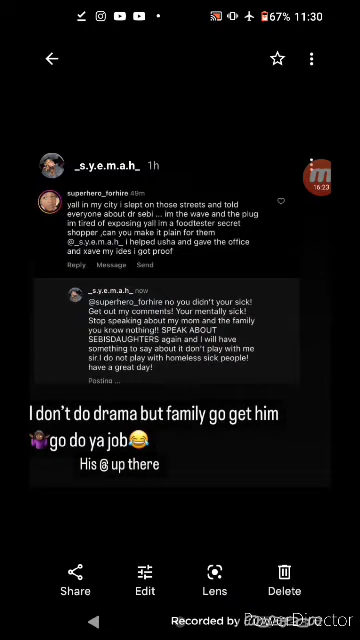 67% 11:30
_s.y.e.m.a.h_ 1h
16:23
superhero_forhire 49m
yall in my city i slept on those streets and told
everyone about dr sebi ... im the wave and the plug
im tired of exposing yall im a foodtester secret
shopper ,can you make it plain for them
@_s.y.e.m.a.h_ i helped usha and gave the office
and xave my ides i got proof
Reply Message Send
_s.y.e.m.a.h_ now
@superhero_forhire no you didn't your sick!
Get out my comments! Your mentally sick!
Stop speaking about my mom and the family
you know nothing!! SPEAK ABOUT
SEBISDAUGHTERS again and I will have
something to say about it don't play with me
sir.I do not play with homeless sick people!
have a great day!
Posting ...
I don't do drama but family go get him
🤷🏾‍♀️go do ya job😂
His @ up there
Share Edit Lens Delete
Recorded by
PowerDirector